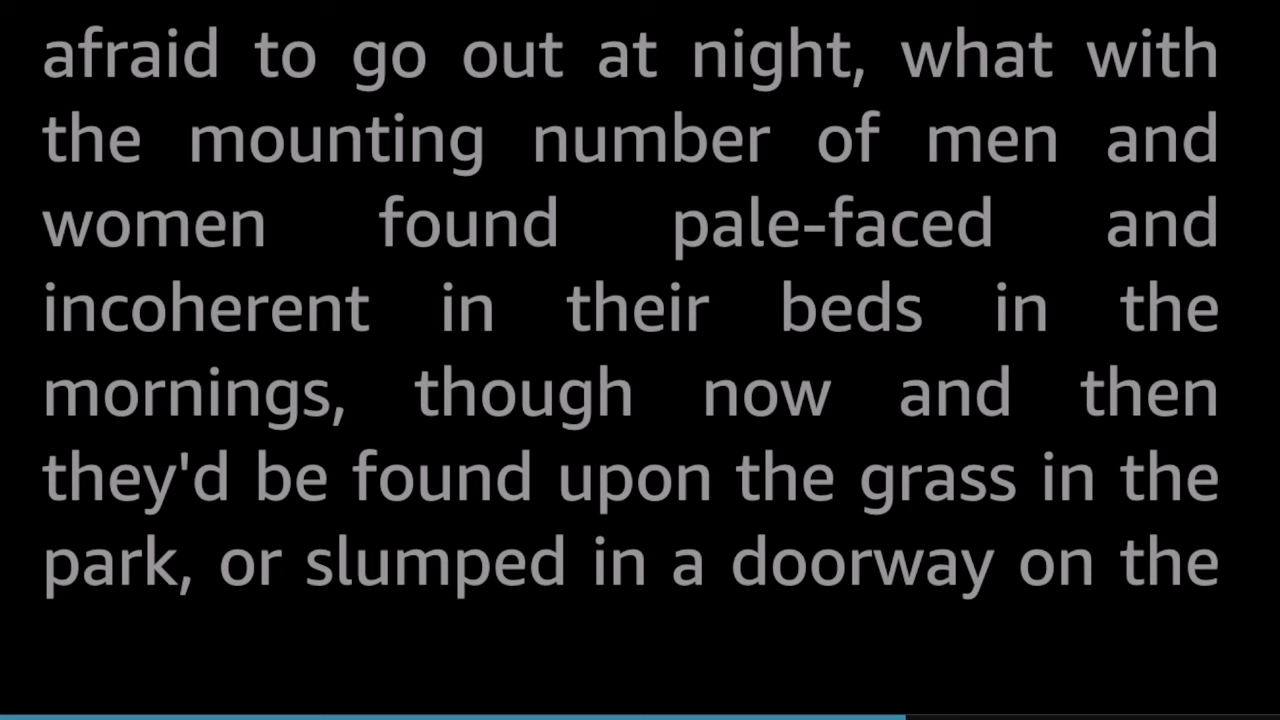 afraid to go out at night, what with
the mounting number of men and
women found pale-faced and
incoherent in their beds in the
mornings, though now and then
they'd be found upon the grass in the
park, or slumped in a doorway on the